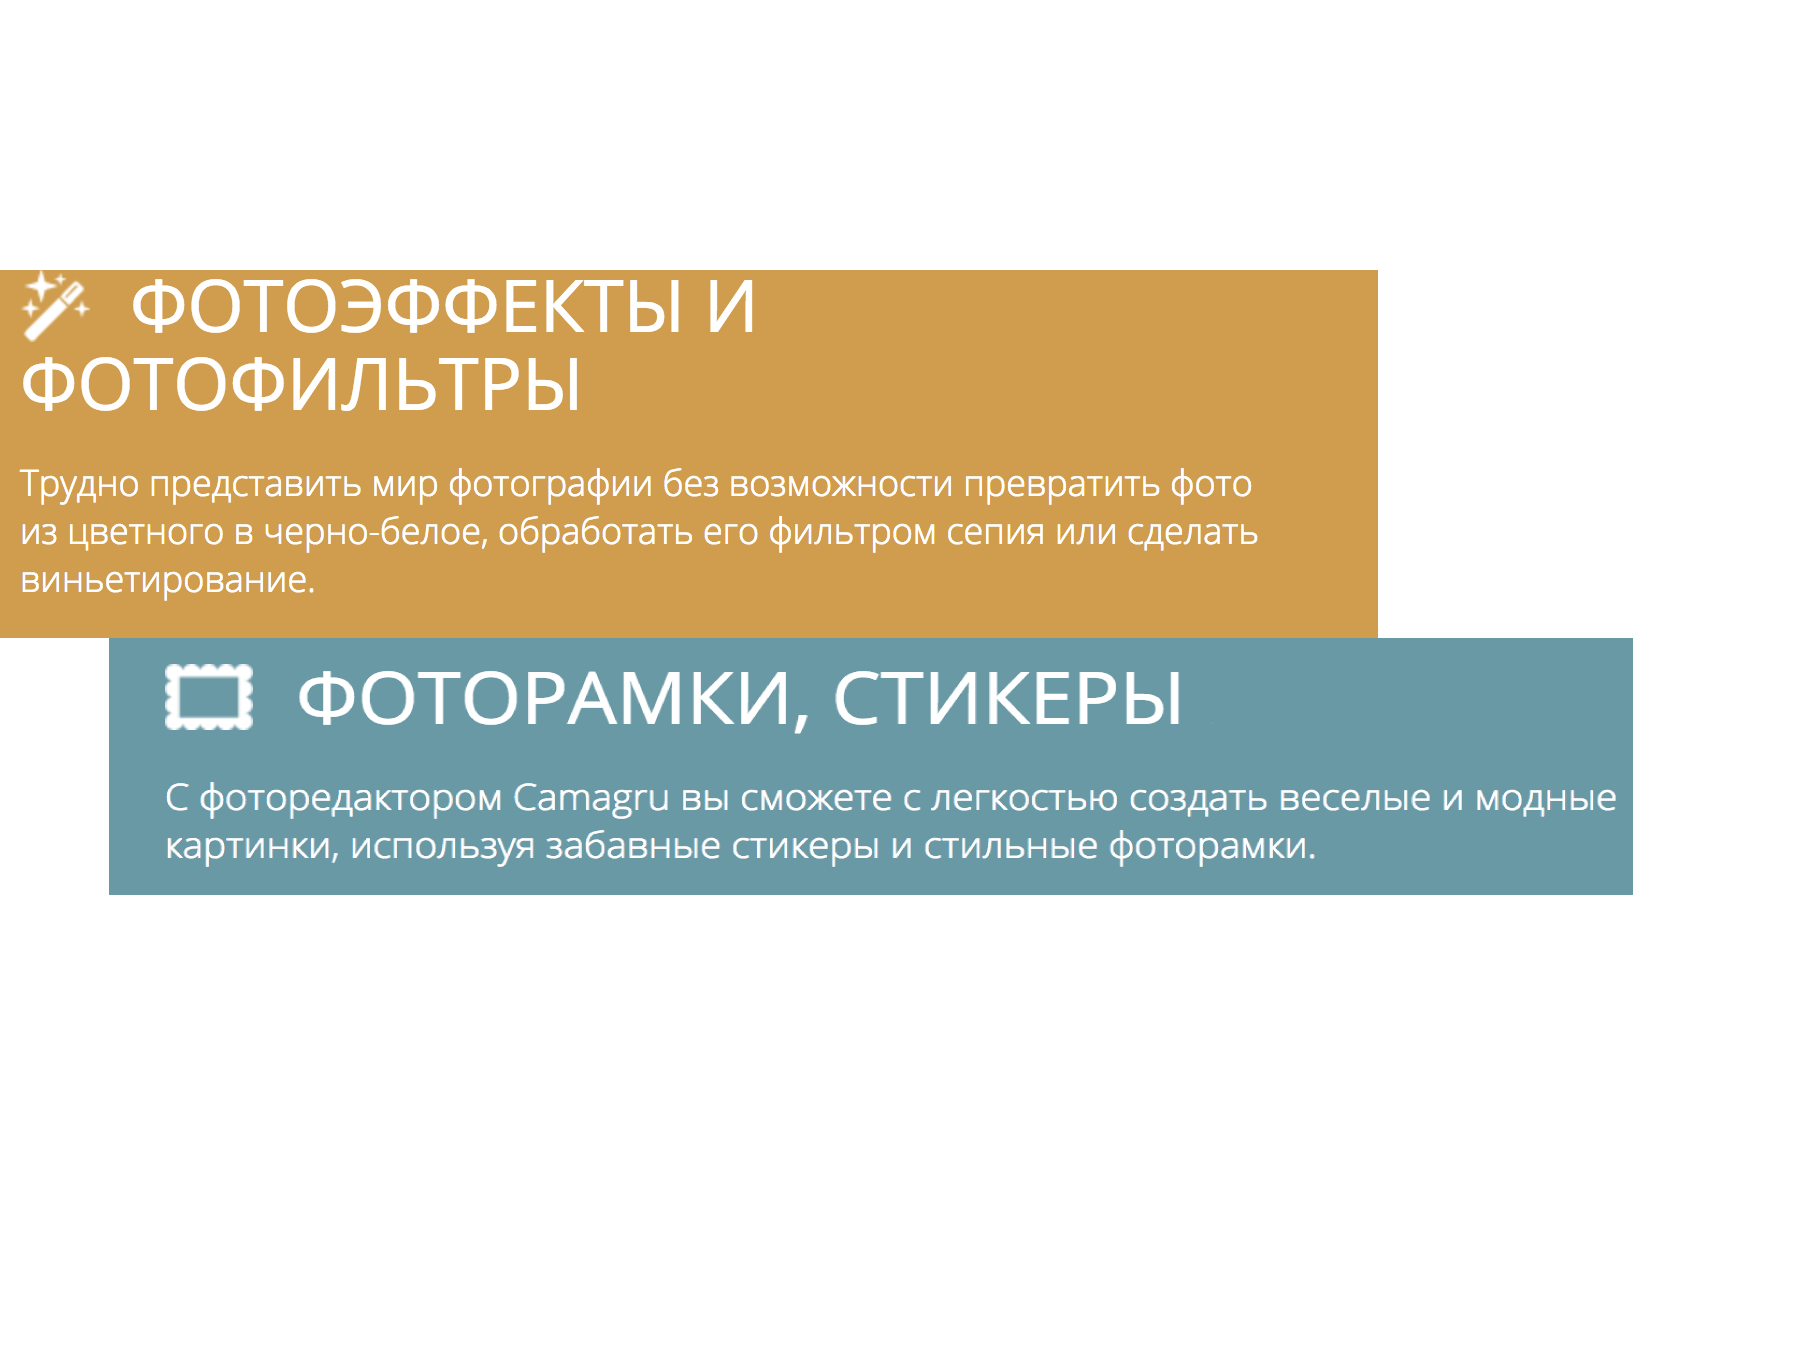 ФОТОЭФФЕКТЫ И
ФОТОФИЛЬТРЫ
Трудно представить мир фотографии без возможности превратить фото
из цветного в черно-белое, обработать его фильтром сепия или сделать
виньетирование.
ФОТОРАМКИ, СТИКЕРЫ
С фоторедактором Camagru вы сможете с легкостью создать веселые и модные
картинки, используя забавные стикеры и стильные фоторамки.